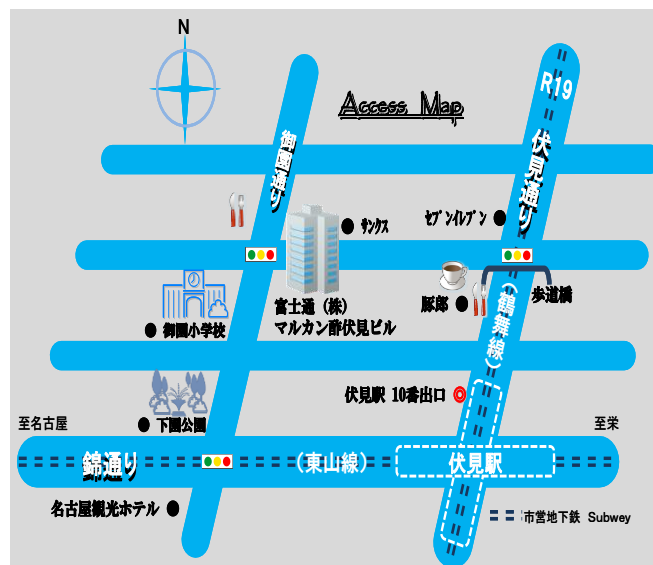 N
Access Map
R19
御園通り
伏見通り
サンクス
セブンイレブン
富士通（株）
マルカン酢伏見ビル
豚郎
歩道橋
（鶴舞線）
御園小学校
伏見駅 10番出口
至名古屋
下園公園
至栄
錦通り
（東山線）
伏見駅
名古屋観光ホテル
市営地下鉄 Subwey